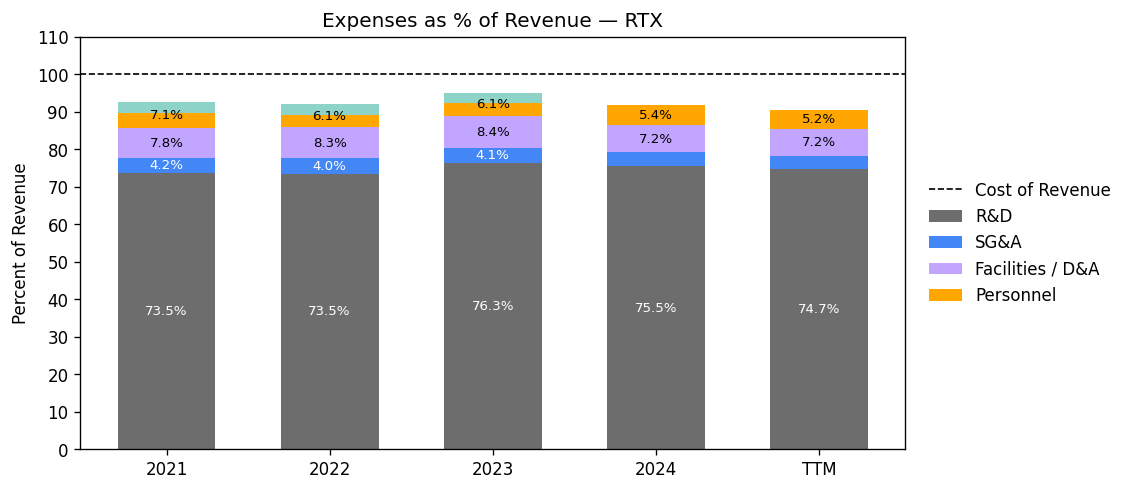 Expenses as % of Revenue — RTX
Percent of Revenue
110
100
90
80
70
60
50
40
30
20
10
0
7.1% 6.1% 6.1% 5.4% 5.2%
7.8% 8.3% 8.4% 7.2% 7.2%
4.2% 4.0% 4.1%
73.5% 73.5% 76.3% 75.5% 74.7%
2021 2022 2023 2024 TTM
Cost of Revenue
R&D
SG&A
Facilities / D&A
Personnel